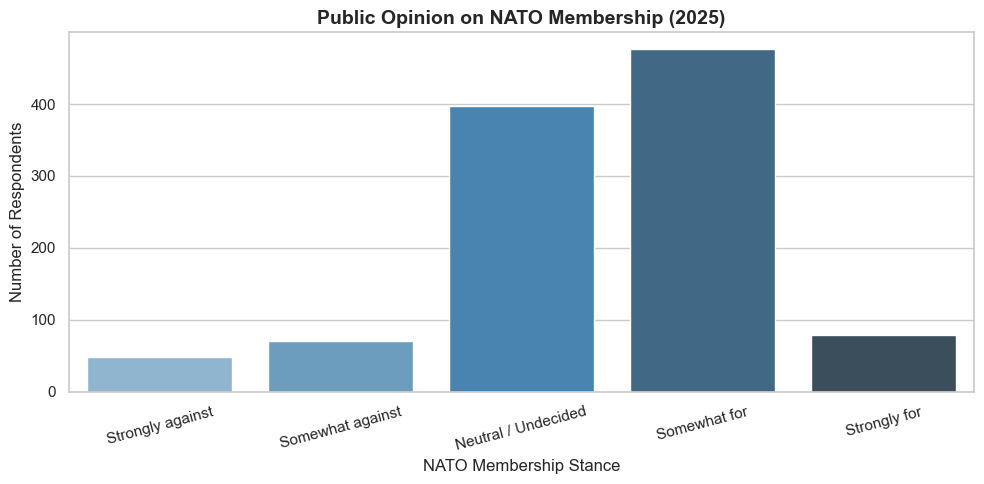 Public Opinion on NATO Membership (2025)
Number of Respondents
400
300
200
100
0
Strongly against
Somewhat against
Neutral / Undecided
Somewhat for
Strongly for
NATO Membership Stance